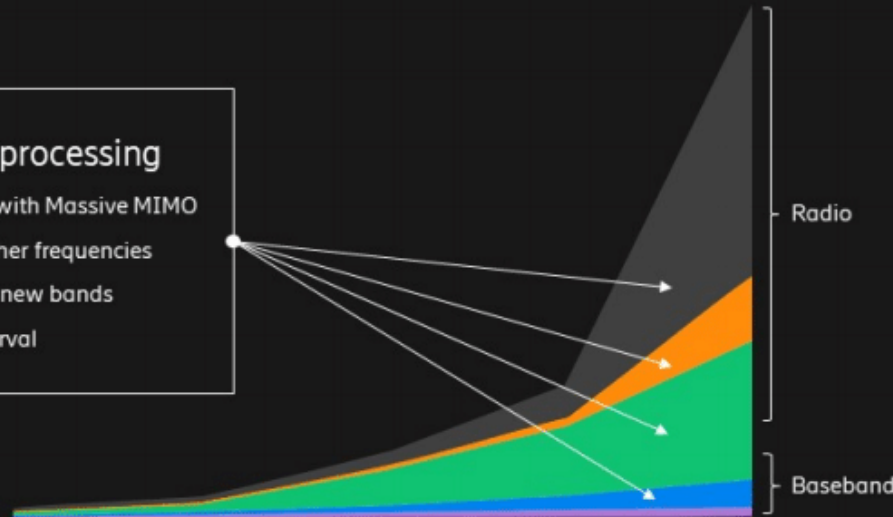 processing
with Massive MIMO
her frequencies
new bands
rval
Radio
Baseband